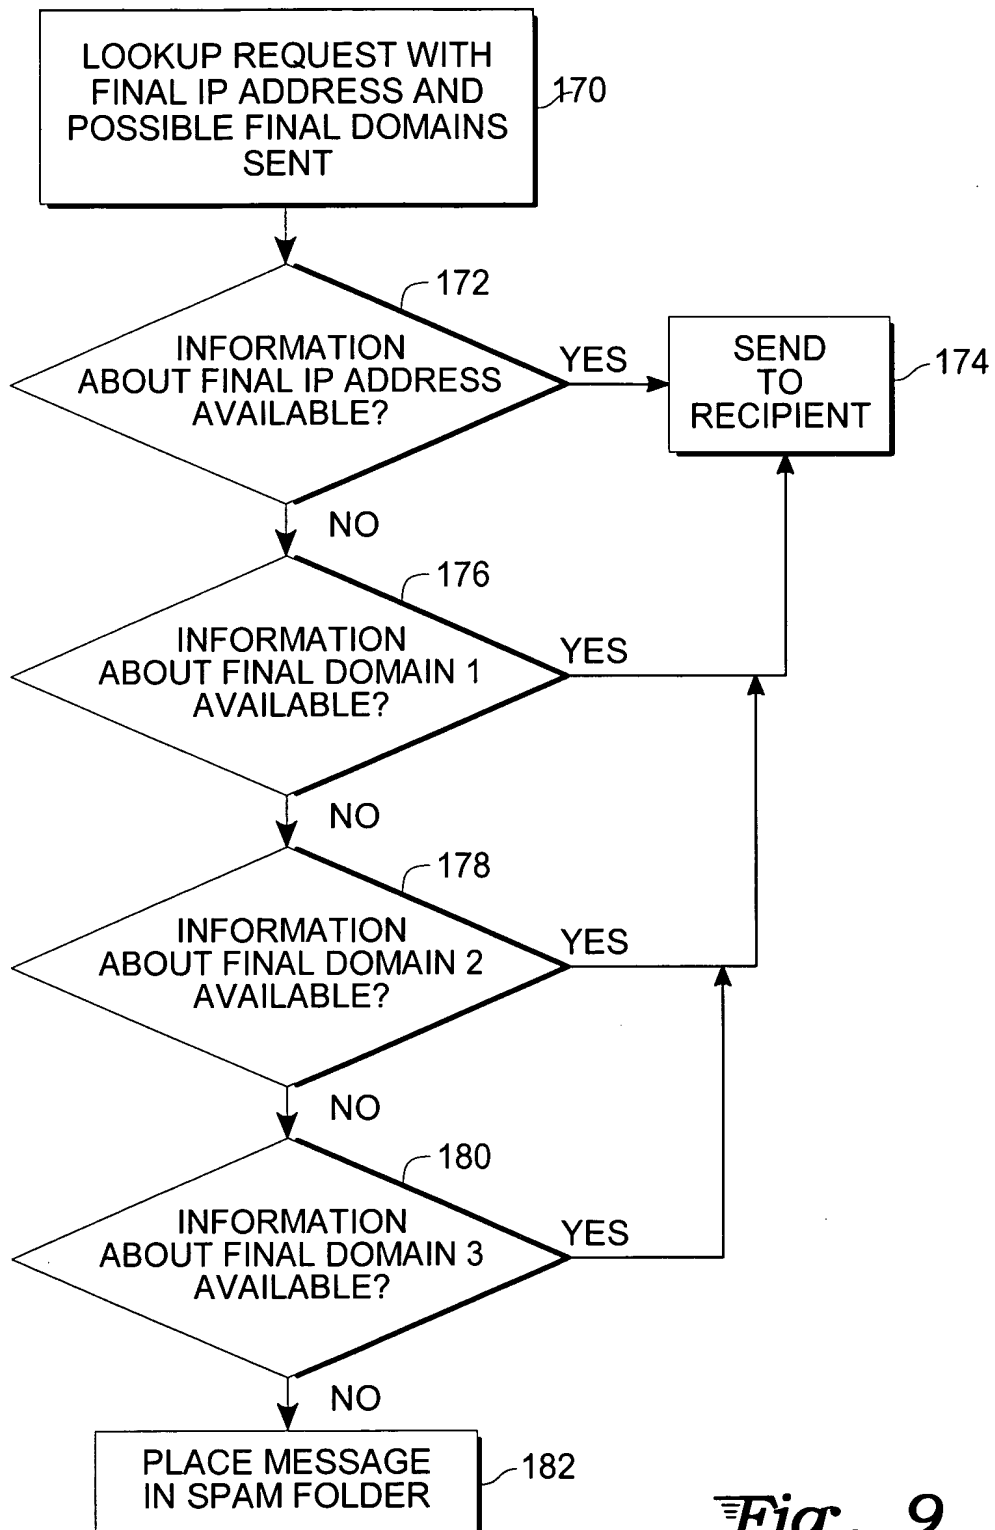 LOOKUP REQUEST WITH
FINAL IP ADDRESS AND
POSSIBLE FINAL DOMAINS
SENT
170
172
INFORMATION
ABOUT FINAL IP ADDRESS
AVAILABLE?
YES
SEND
TO
RECIPIENT
174
NO
176
INFORMATION
ABOUT FINAL DOMAIN 1
AVAILABLE?
YES
NO
178
INFORMATION
ABOUT FINAL DOMAIN 2
AVAILABLE?
YES
NO
180
INFORMATION
ABOUT FINAL DOMAIN 3
AVAILABLE?
YES
NO
PLACE MESSAGE
IN SPAM FOLDER
182
Fig. 9